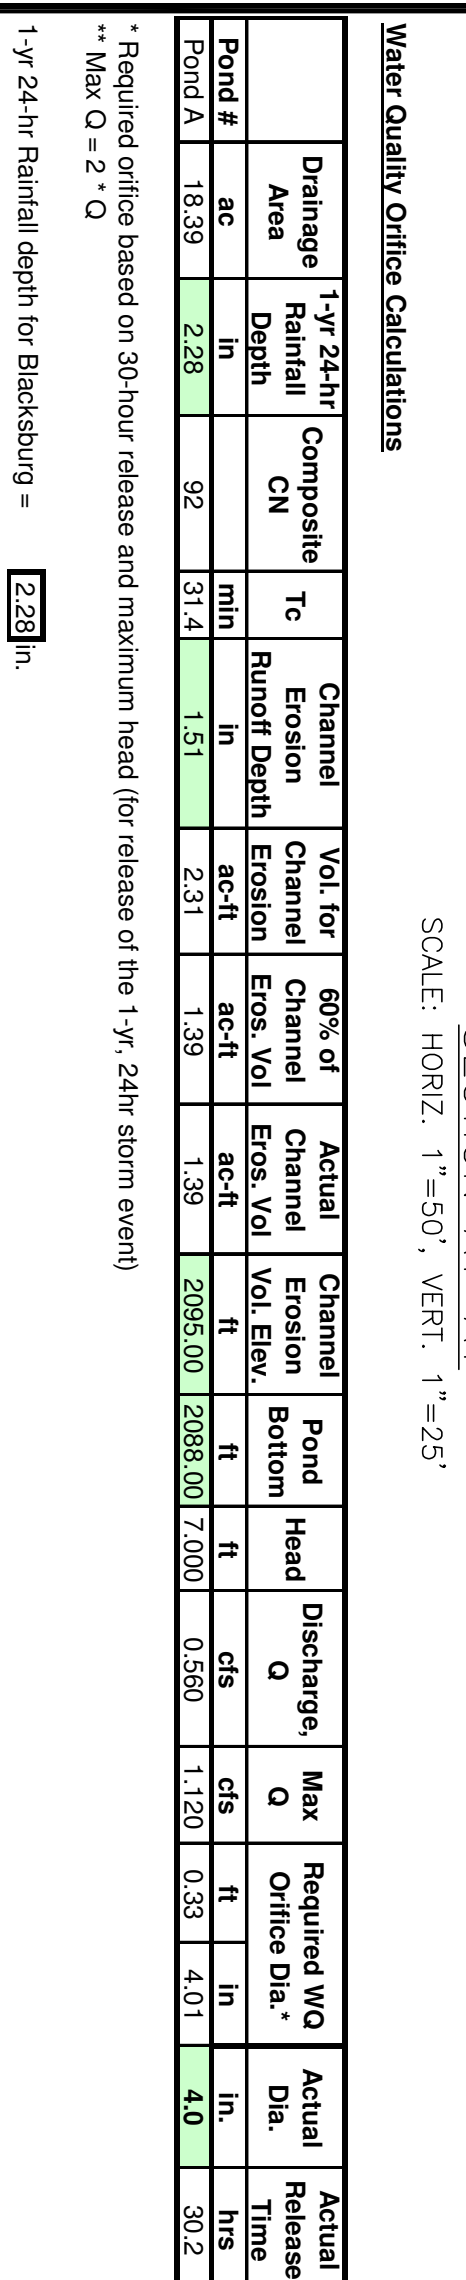 SCALE: HORIZ. 1"=50', VERT. 1"=25'
Water Quality Orifice Calculations
Drainage Area 1-yr 24-hr Rainfall Depth Composite CN Tc Channel Erosion Runoff Depth Vol. for Channel Erosion 60% of Channel Eros. Vol Actual Channel Eros. Vol Channel Erosion Vol. Elev. Pond Bottom Head Discharge, Q Max Q Required WQ Orifice Dia.* Actual Dia. Actual Release Time
Pond # ac in min in ac-ft ac-ft ac-ft ft ft ft cfs cfs ft in in. hrs
Pond A 18.39 2.28 92 31.4 1.51 2.31 1.39 1.39 2095.00 2088.00 7.000 0.560 1.120 0.33 4.01 4.0 30.2
* Required orifice based on 30-hour release and maximum head (for release of the 1-yr, 24hr storm event)
** Max Q = 2 * Q
1-yr 24-hr Rainfall depth for Blacksburg = 2.28 in.